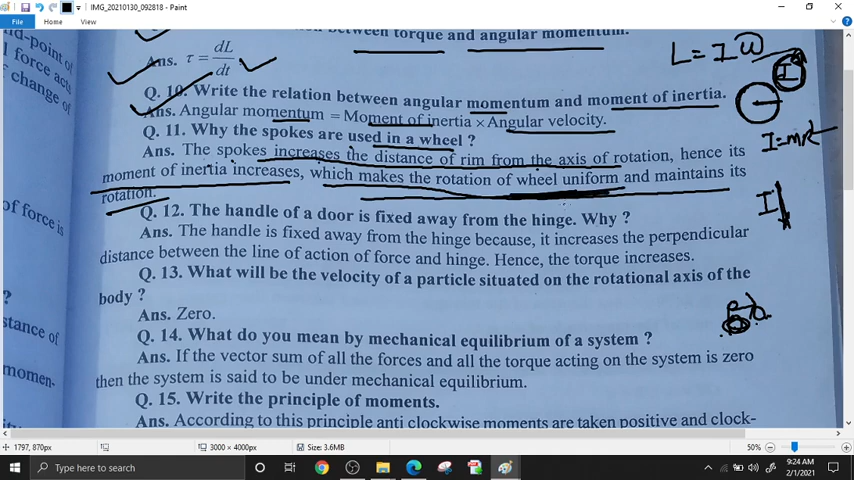 IMG_20210130_092818 - Paint
File Home View
between torque and angular momentum.
nd-point of
l force acts
Ans. τ = dL/dt
f change of
L = I ω
I
Q. 10. Write the relation between angular momentum and moment of inertia.
Ans. Angular momentum = Moment of inertia × Angular velocity.
Q. 11. Why the spokes are used in a wheel ?
Ans. The spokes increases the distance of rim from the axis of rotation, hence its
moment of inertia increases, which makes the rotation of wheel uniform and maintains its
rotation.
I
of force is
Q. 12. The handle of a door is fixed away from the hinge. Why ?
Ans. The handle is fixed away from the hinge because, it increases the perpendicular
distance between the line of action of force and hinge. Hence, the torque increases.
Q. 13. What will be the velocity of a particle situated on the rotational axis of the
body ?
?
Ans. Zero.
stance of
Q. 14. What do you mean by mechanical equilibrium of a system ?
Ans. If the vector sum of all the forces and all the torque acting on the system is zero
momen-
then the system is said to be under mechanical equilibrium.
Q. 15. Write the principle of moments.
Ans. According to this principle anti clockwise moments are taken positive and clock-
1797, 870px
3000 × 4000px
Size: 3.6MB
50%
Type here to search
9:24 AM
2/1/2021